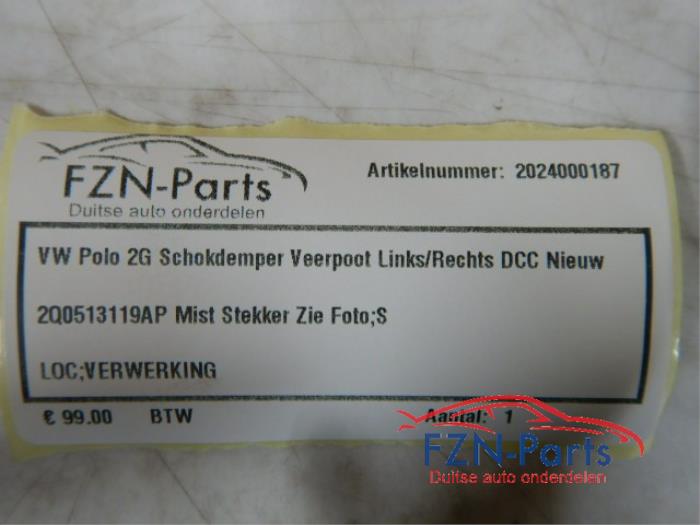 FZN-Parts
Duitse auto onderdelen
Artikelnummer: 2024000187
VW Polo 2G Schokdemper Veerpoot Links/Rechts DCC Nieuw
2Q0513119AP Mist Stekker Zie Foto;S
LOC;VERWERKING
€ 99.00 BTW Aantal: 1
FZN-Parts
Duitse auto onderdelen